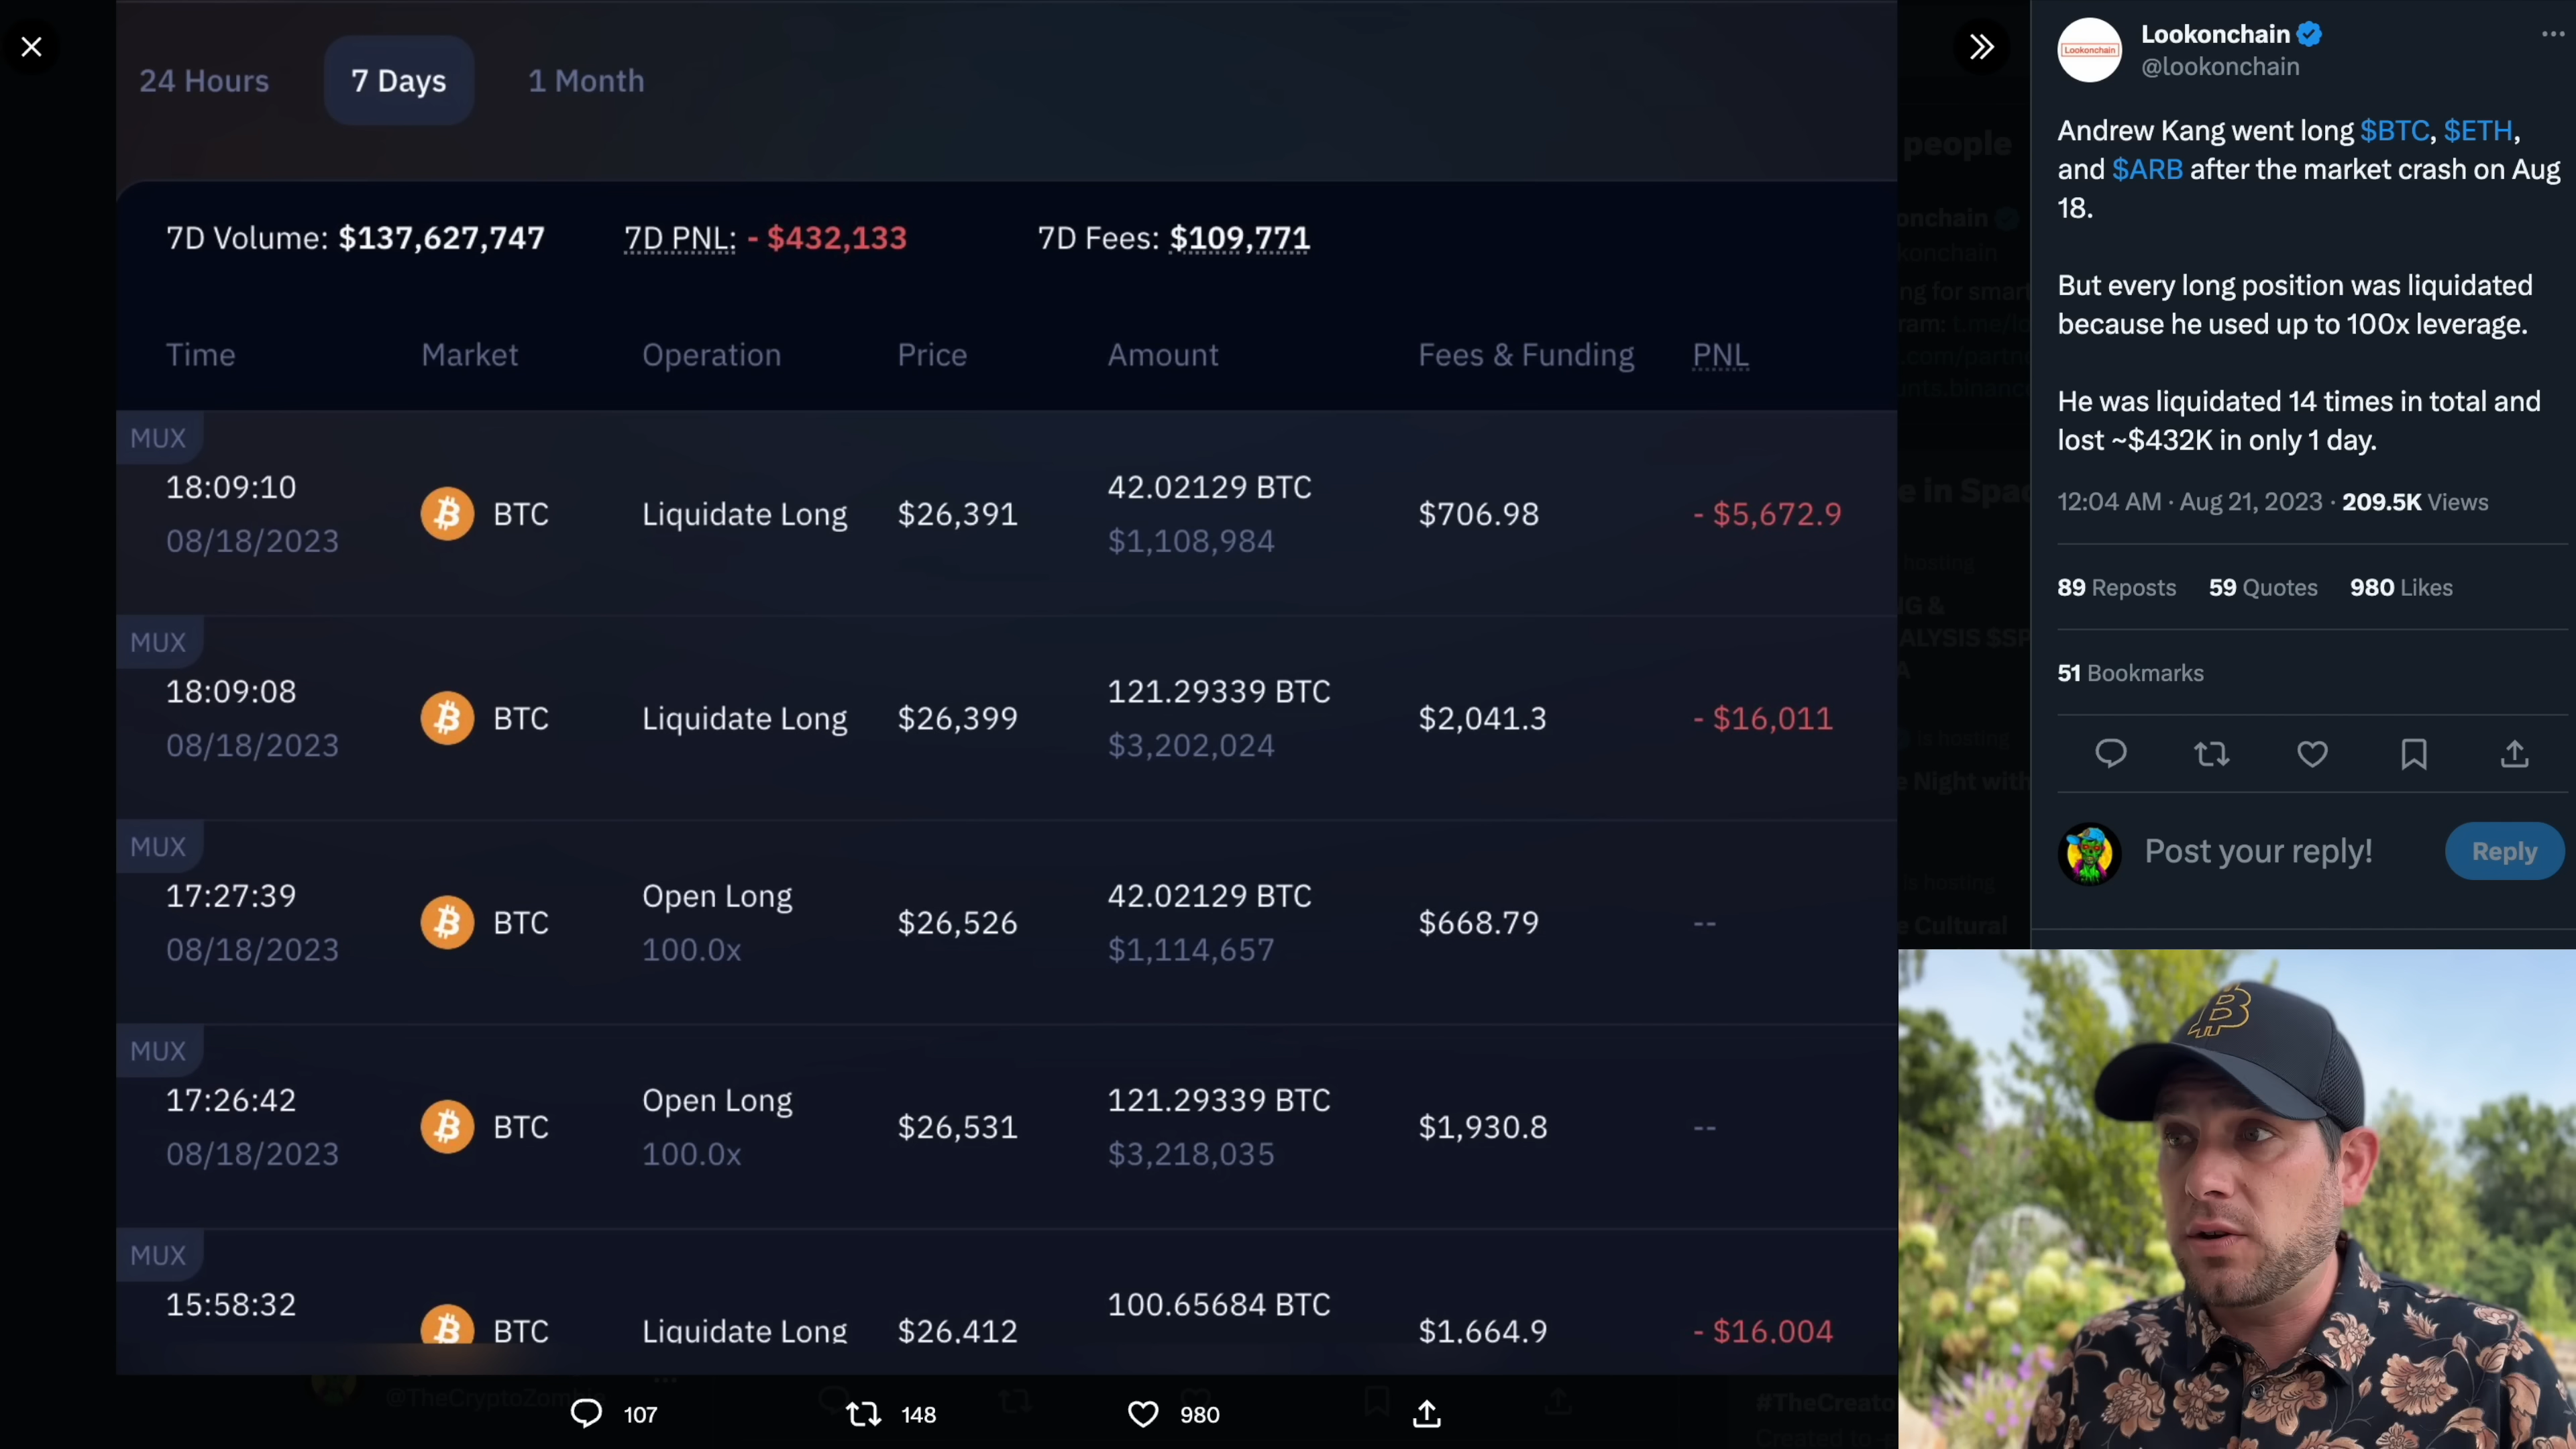 24 Hours 7 Days 1 Month
7D Volume: $137,627,747 7D PNL: - $432,133 7D Fees: $109,771
Time Market Operation Price Amount Fees & Funding PNL
MUX
18:09:10
08/18/2023
BTC
Liquidate Long
$26,391
42.02129 BTC
$1,108,984
$706.98
- $5,672.9
MUX
18:09:08
08/18/2023
BTC
Liquidate Long
$26,399
121.29339 BTC
$3,202,024
$2,041.3
- $16,011
MUX
17:27:39
08/18/2023
BTC
Open Long
100.0x
$26,526
42.02129 BTC
$1,114,657
$668.79
--
MUX
17:26:42
08/18/2023
BTC
Open Long
100.0x
$26,531
121.29339 BTC
$3,218,035
$1,930.8
--
MUX
15:58:32
BTC
Liquidate Long
$26,412
100.65684 BTC
$1,664.9
- $16,004
107 148 980
Lookonchain
Lookonchain
@lookonchain
Andrew Kang went long $BTC, $ETH,
and $ARB after the market crash on Aug
18.
But every long position was liquidated
because he used up to 100x leverage.
He was liquidated 14 times in total and
lost ~$432K in only 1 day.
12:04 AM · Aug 21, 2023 · 209.5K Views
89 Reposts 59 Quotes 980 Likes
51 Bookmarks
Post your reply!
Reply
people
is hosting
Night with
Cultural